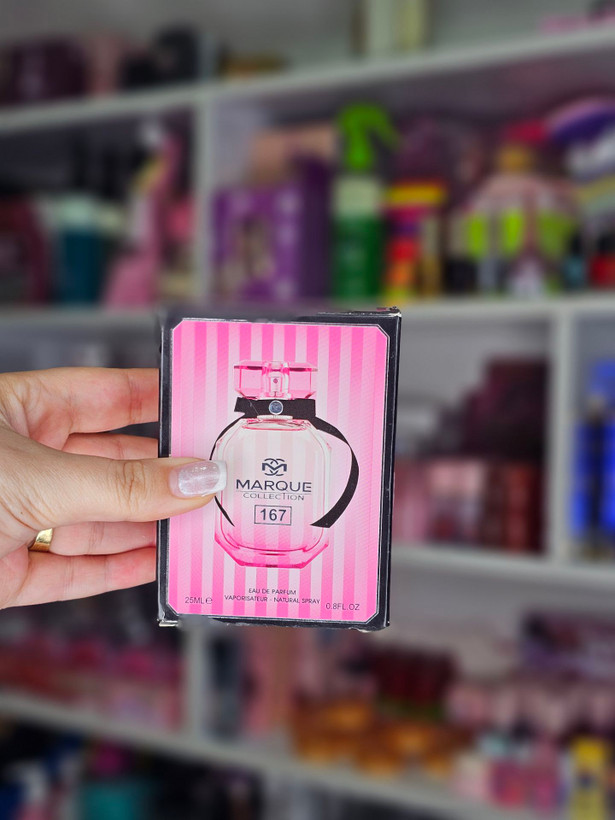 MARQUE
COLLECTION
167
EAU DE PARFUM
VAPORISATEUR - NATURAL SPRAY
25ML℮
0.8FL.OZ